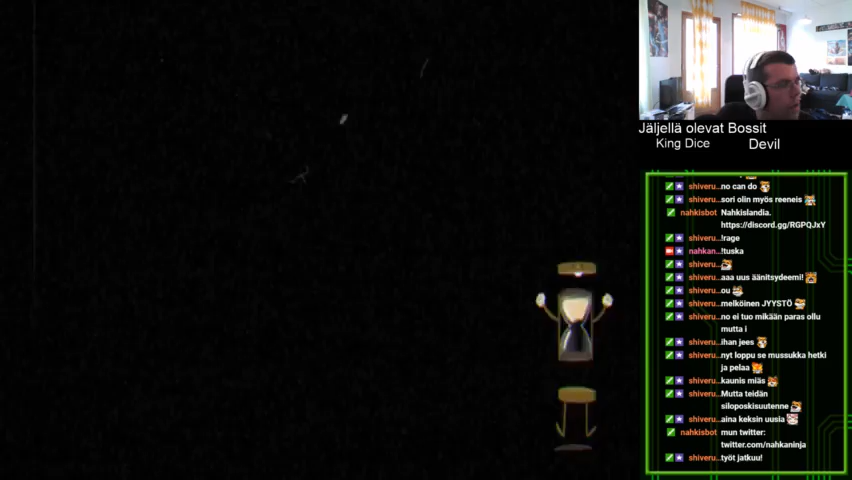 Jäljellä olevat Bossit
King Dice Devil
shiveru... no can do
shiveru... sori olin myös reeneis
nahkisbot Nahkislandia.
https://discord.gg/RGPQJxY
shiveru... !rage
nahkan... !tuska
shiveru...
shiveru... aaa uus äänitsydeemi!
shiveru... ou
shiveru... melköinen JYYSTÖ
shiveru... no ei tuo mikään paras ollu
mutta i
shiveru... ihan jees
shiveru... nyt loppu se mussukka hetki
ja pelaa
shiveru... kaunis miäs
shiveru... Mutta teidän
siloposkisuutenne
shiveru... aina keksin uusia
nahkisbot mun twitter:
twitter.com/nahkaninja
shiveru... työt jatkuu!